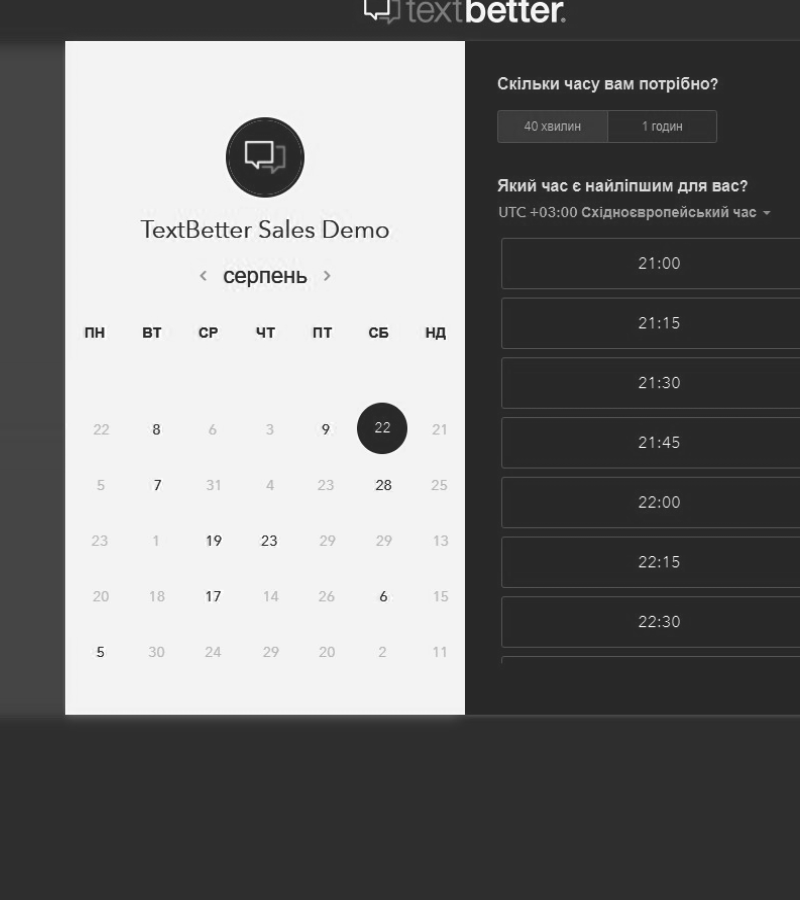 textbetter.
TextBetter Sales Demo
‹ серпень ›
ПН ВТ СР ЧТ ПТ СБ НД
22 8 6 3 9 22 21
5 7 31 4 23 28 25
23 1 19 23 29 29 13
20 18 17 14 26 6 15
5 30 24 29 20 2 11
Скільки часу вам потрібно?
40 хвилин 1 годин
Який час є найліпшим для вас?
UTC +03:00 Східноєвропейський час
21:00
21:15
21:30
21:45
22:00
22:15
22:30